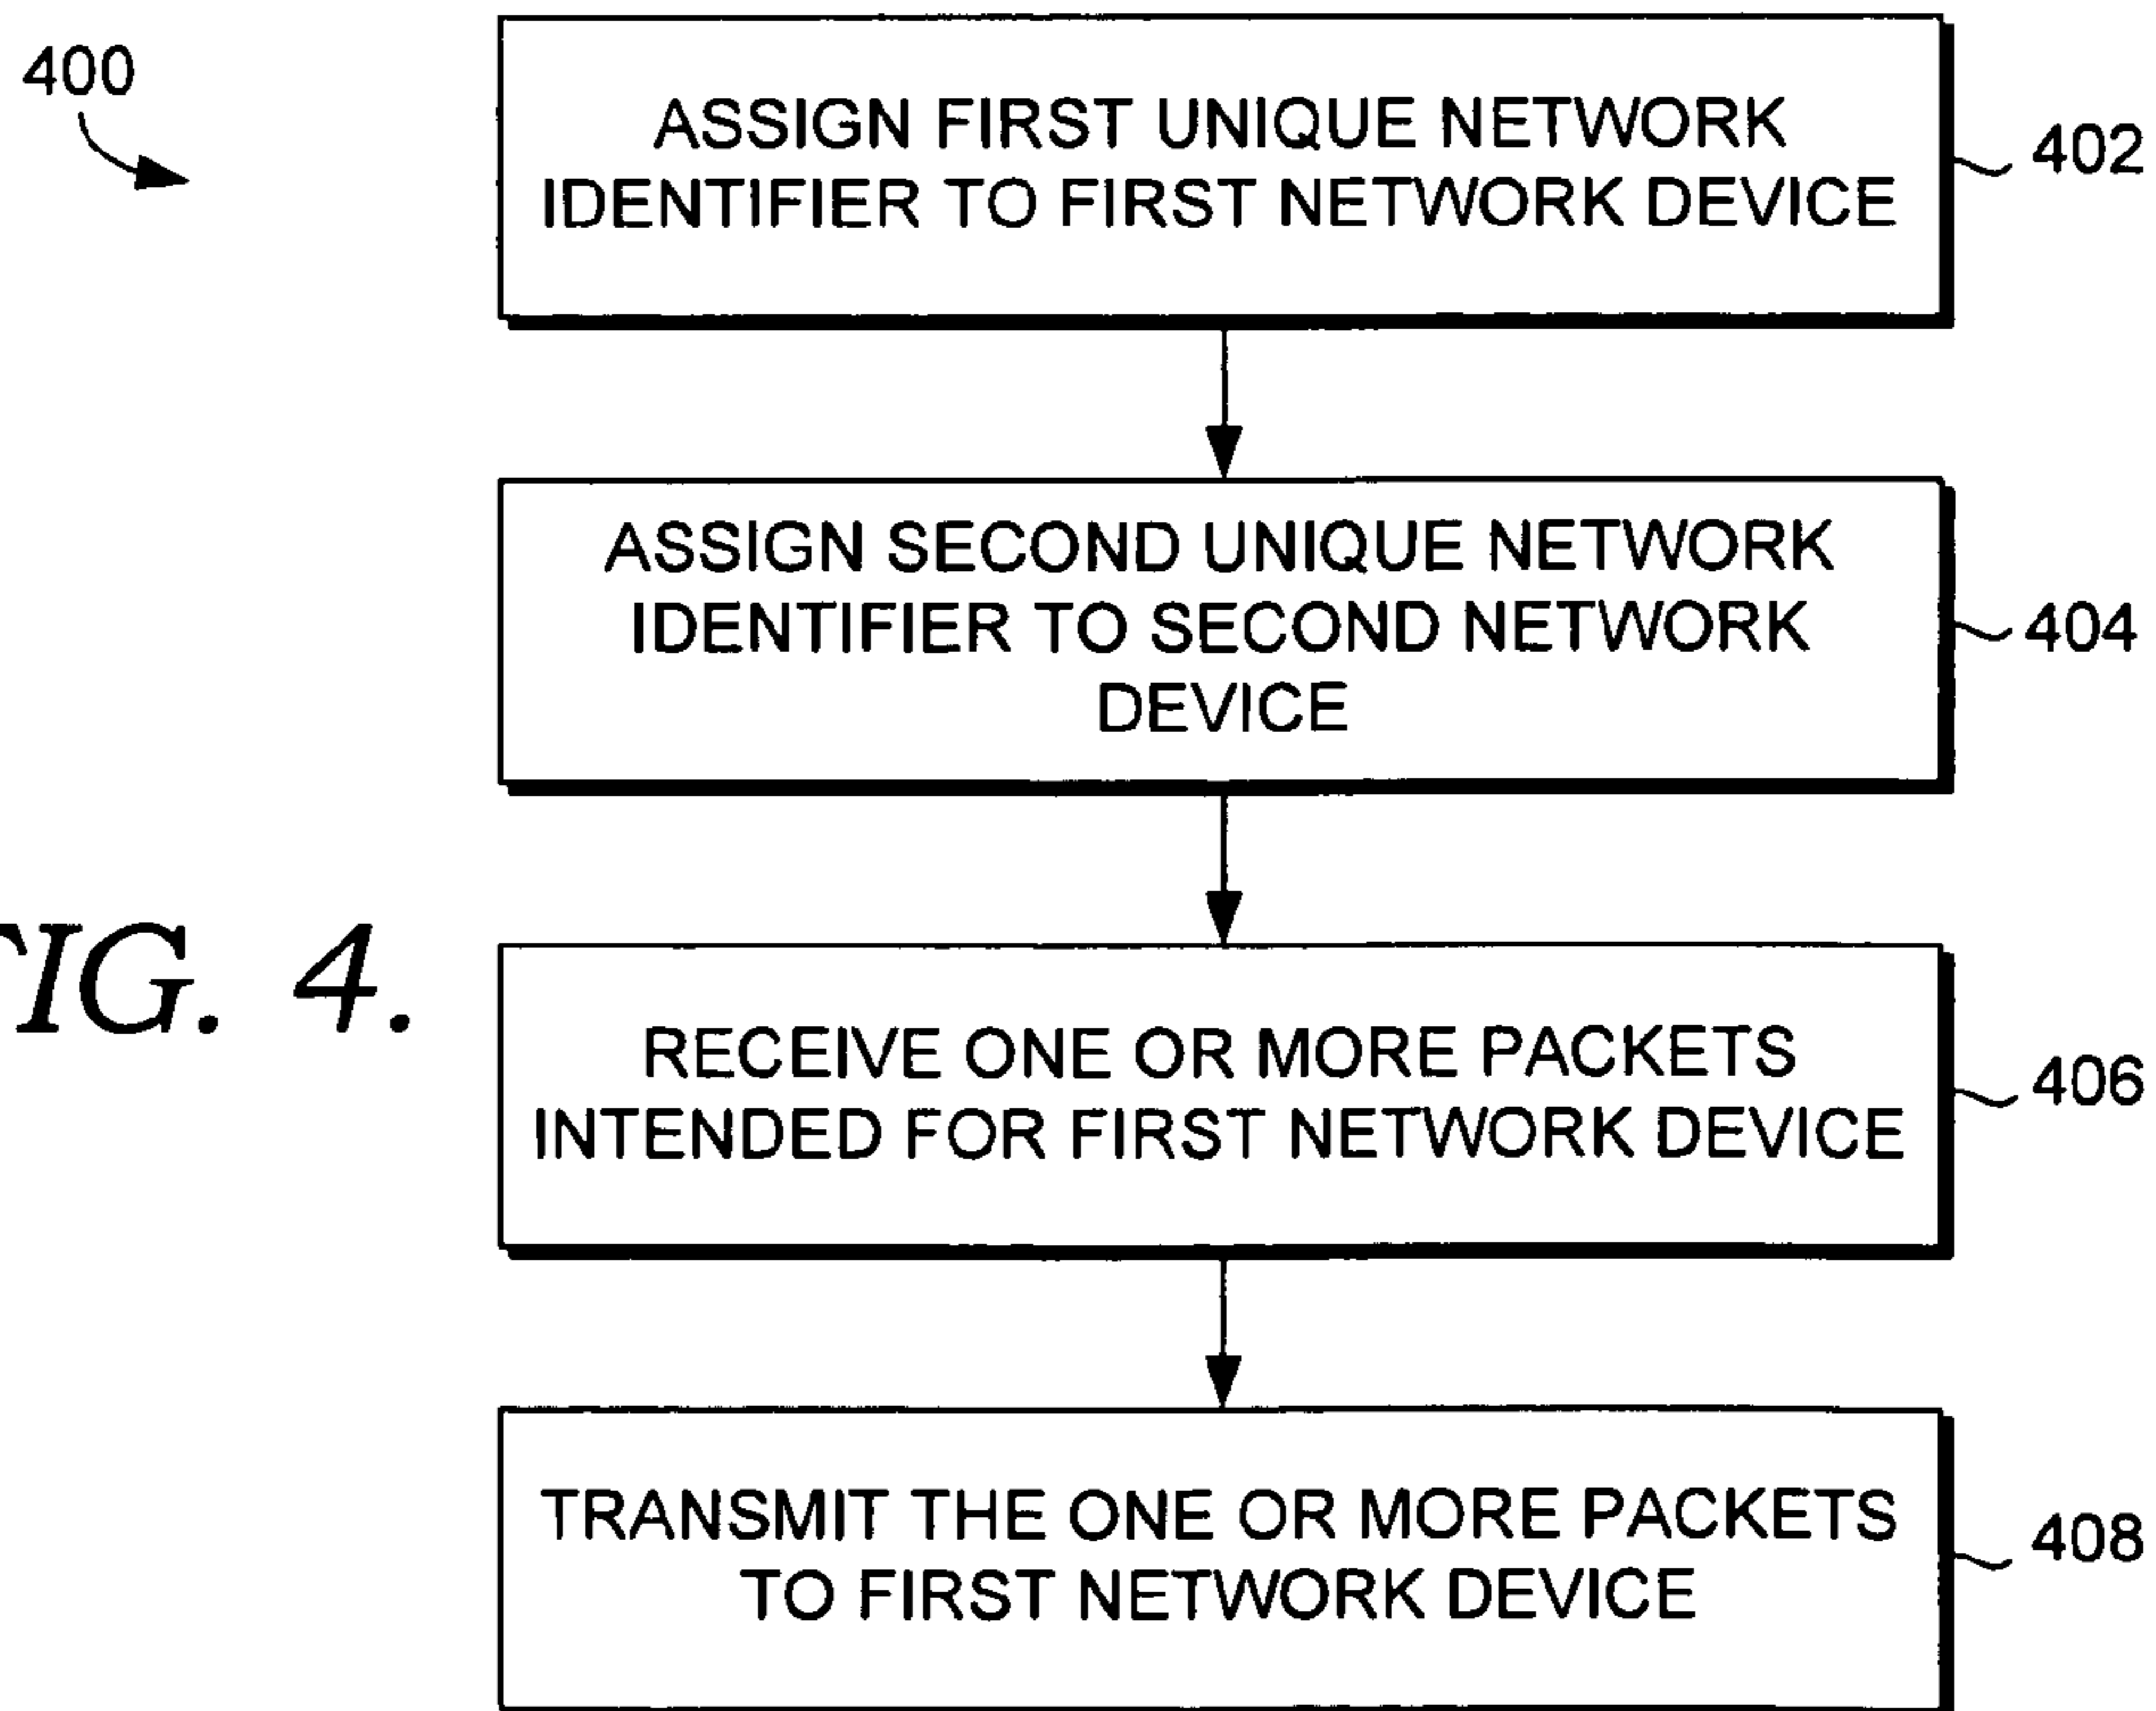 400
ASSIGN FIRST UNIQUE NETWORK
IDENTIFIER TO FIRST NETWORK DEVICE
402
ASSIGN SECOND UNIQUE NETWORK
IDENTIFIER TO SECOND NETWORK
DEVICE
404
FIG. 4.
RECEIVE ONE OR MORE PACKETS
INTENDED FOR FIRST NETWORK DEVICE
406
TRANSMIT THE ONE OR MORE PACKETS
TO FIRST NETWORK DEVICE
408